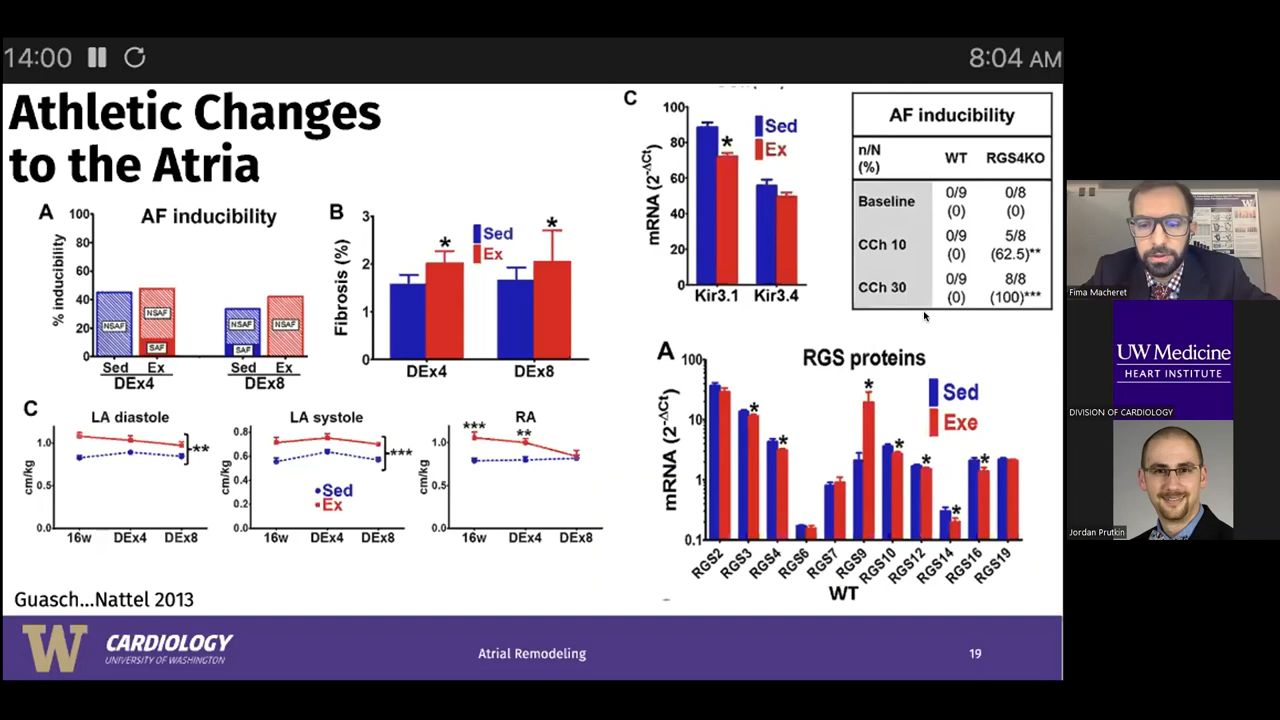 14:00
8:04 AM
Athletic Changes
to the Atria
A
AF inducibility
% inducibility
100
80
60
40
20
0
NSAF
NSAF
SAF
NSAF
SAF
NSAF
Sed Ex
Sed Ex
DEx4
DEx8
B
Fibrosis (%)
3
2
1
0
Sed
Ex
*
*
DEx4
DEx8
C
LA diastole
cm/kg
1.0
0.5
0.0
**
16w DEx4 DEx8
LA systole
cm/kg
0.8
0.6
0.4
0.2
0.0
***
Sed
Ex
16w DEx4 DEx8
RA
cm/kg
1.0
0.5
0.0
***
**
16w DEx4 DEx8
C
mRNA (2-ΔCt)
100
80
60
40
20
0
Sed
Ex
*
Kir3.1 Kir3.4
AF inducibility
n/N
(%)
WT RGS4KO
Baseline
0/9 0/8
(0) (0)
CCh 10
0/9 5/8
(0) (62.5)**
CCh 30
0/9 8/8
(0) (100)***
A
RGS proteins
mRNA (2-ΔCt)
100
10
1
0.1
Sed
Exe
*
*
*
*
*
*
*
RGS2
RGS3
RGS4
RGS6
RGS7
RGS9
RGS10
RGS12
RGS14
RGS16
RGS19
WT
Guasch...Nattel 2013
W
CARDIOLOGY
UNIVERSITY OF WASHINGTON
Atrial Remodeling
19
W
Fima Macheret
UW Medicine
HEART INSTITUTE
DIVISION OF CARDIOLOGY
Jordan Prutkin